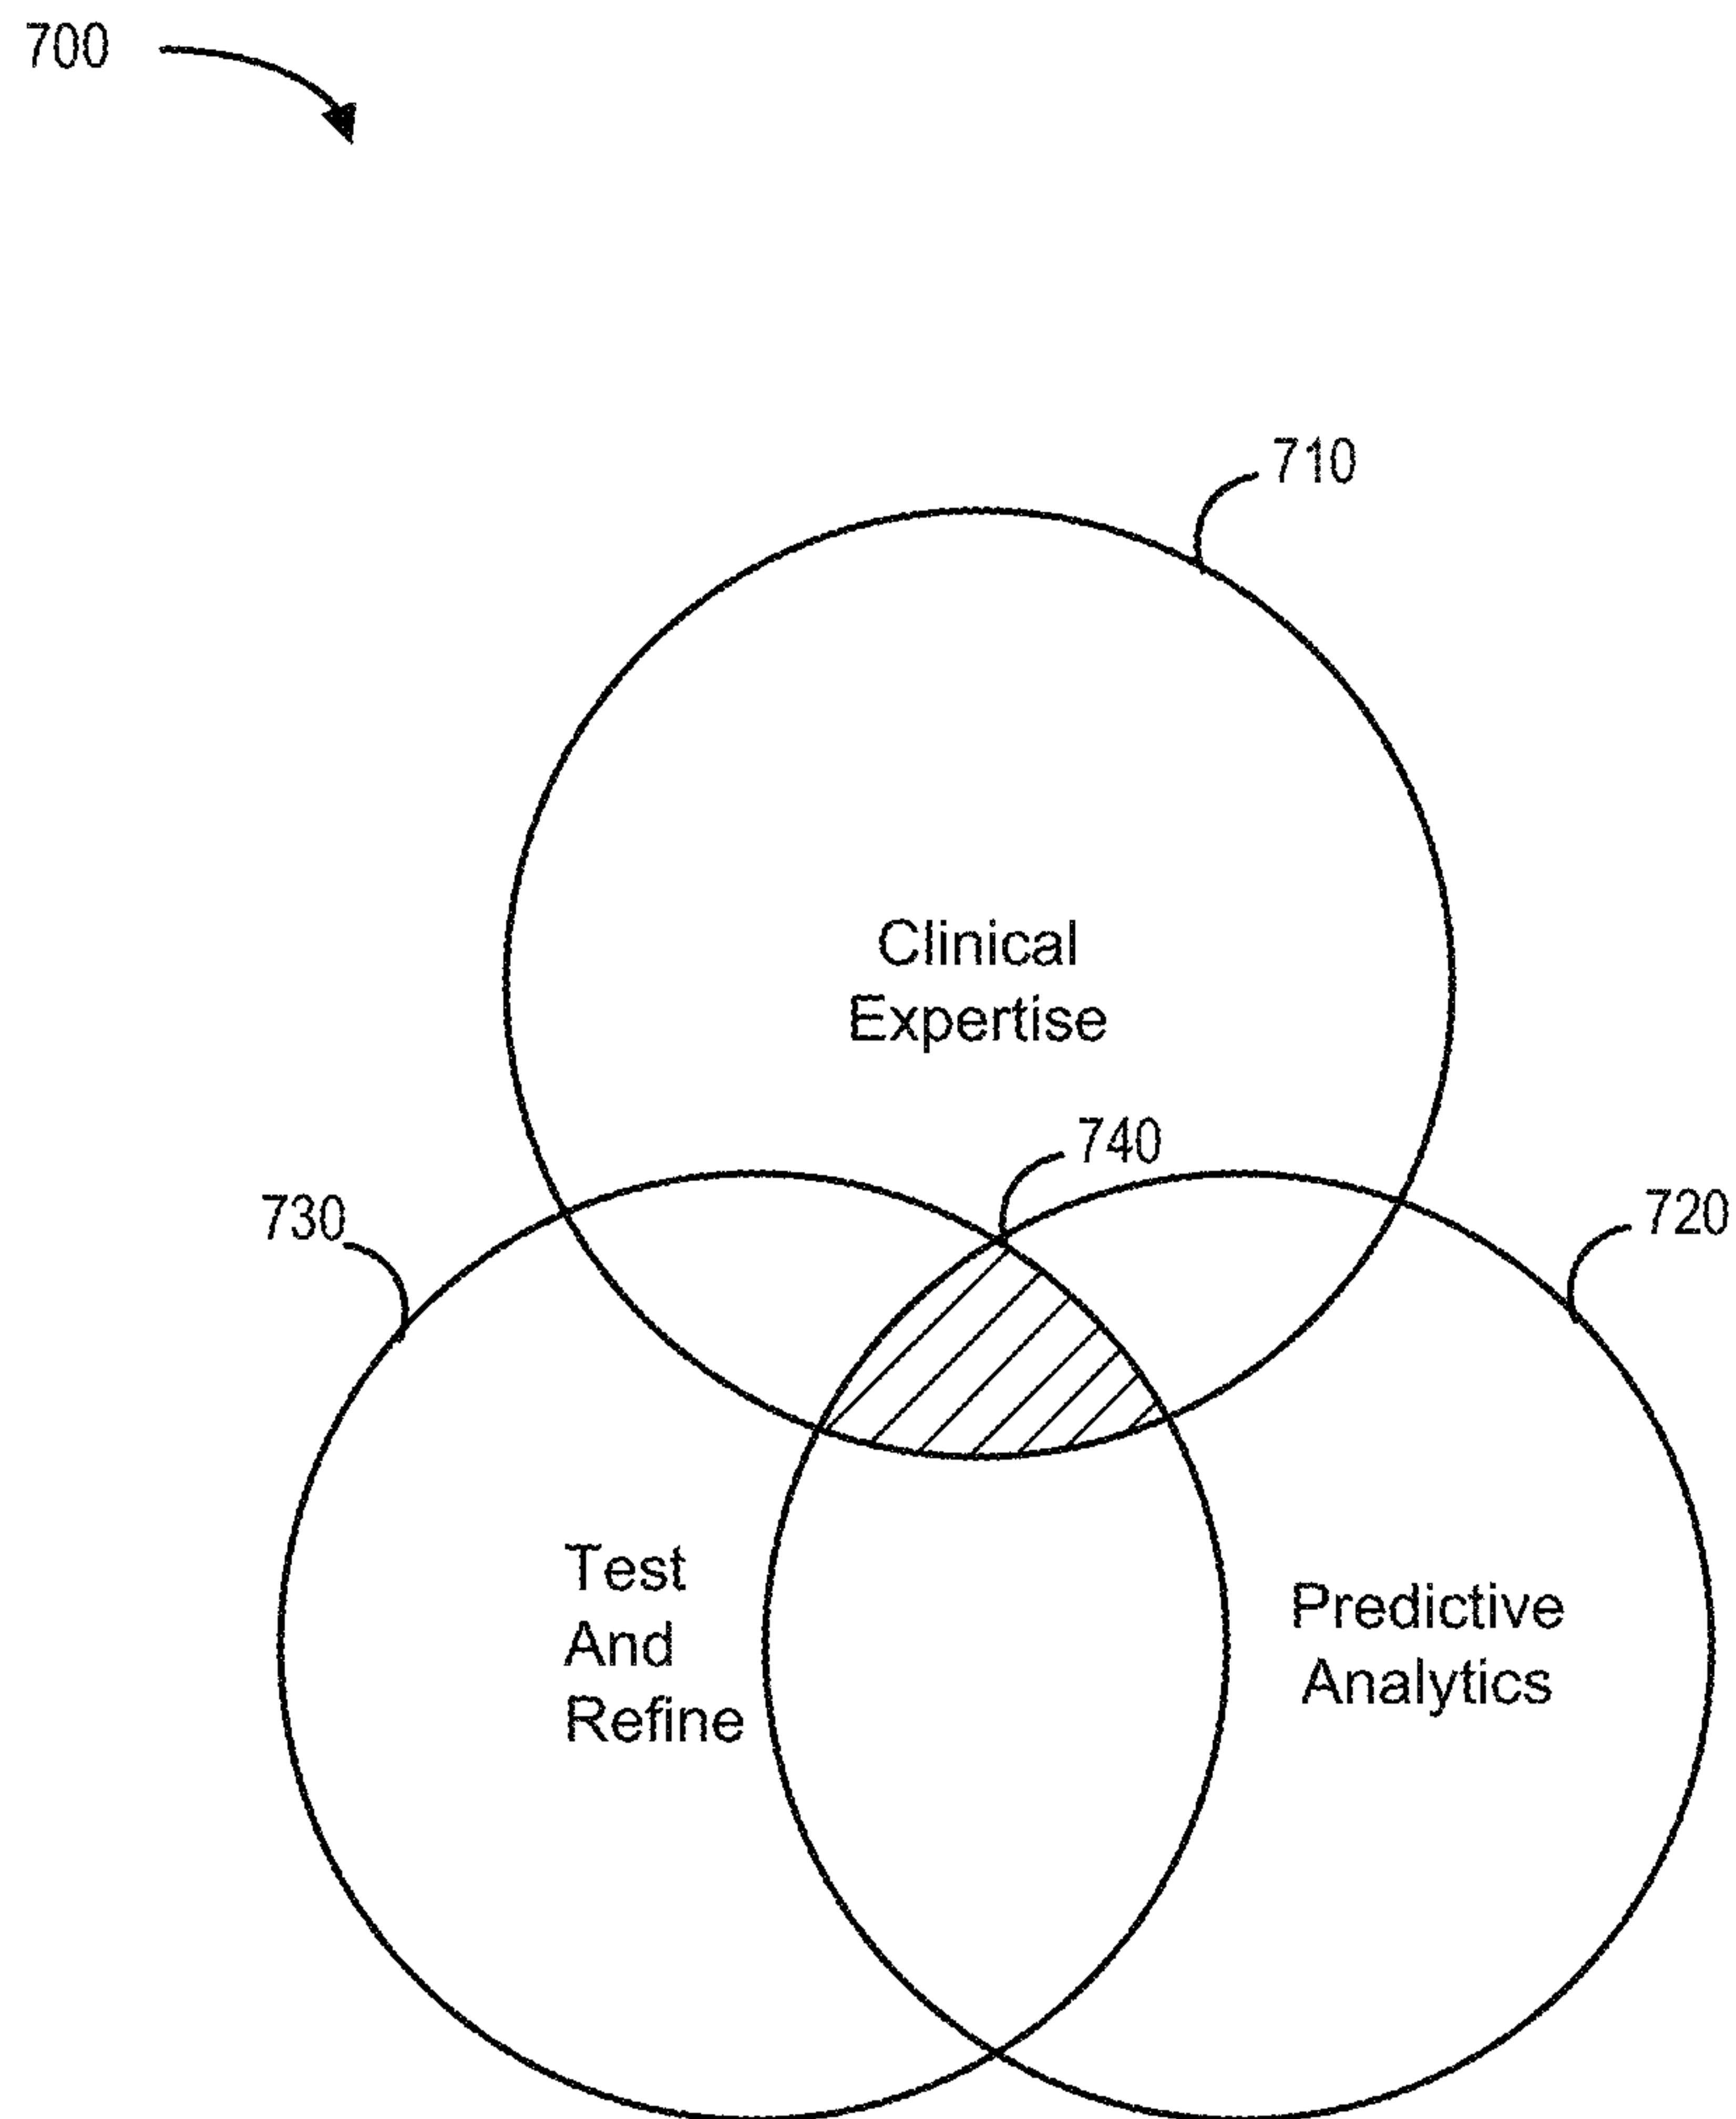 700
710
Clinical
Expertise
740
730
720
Test
And
Refine
Predictive
Analytics